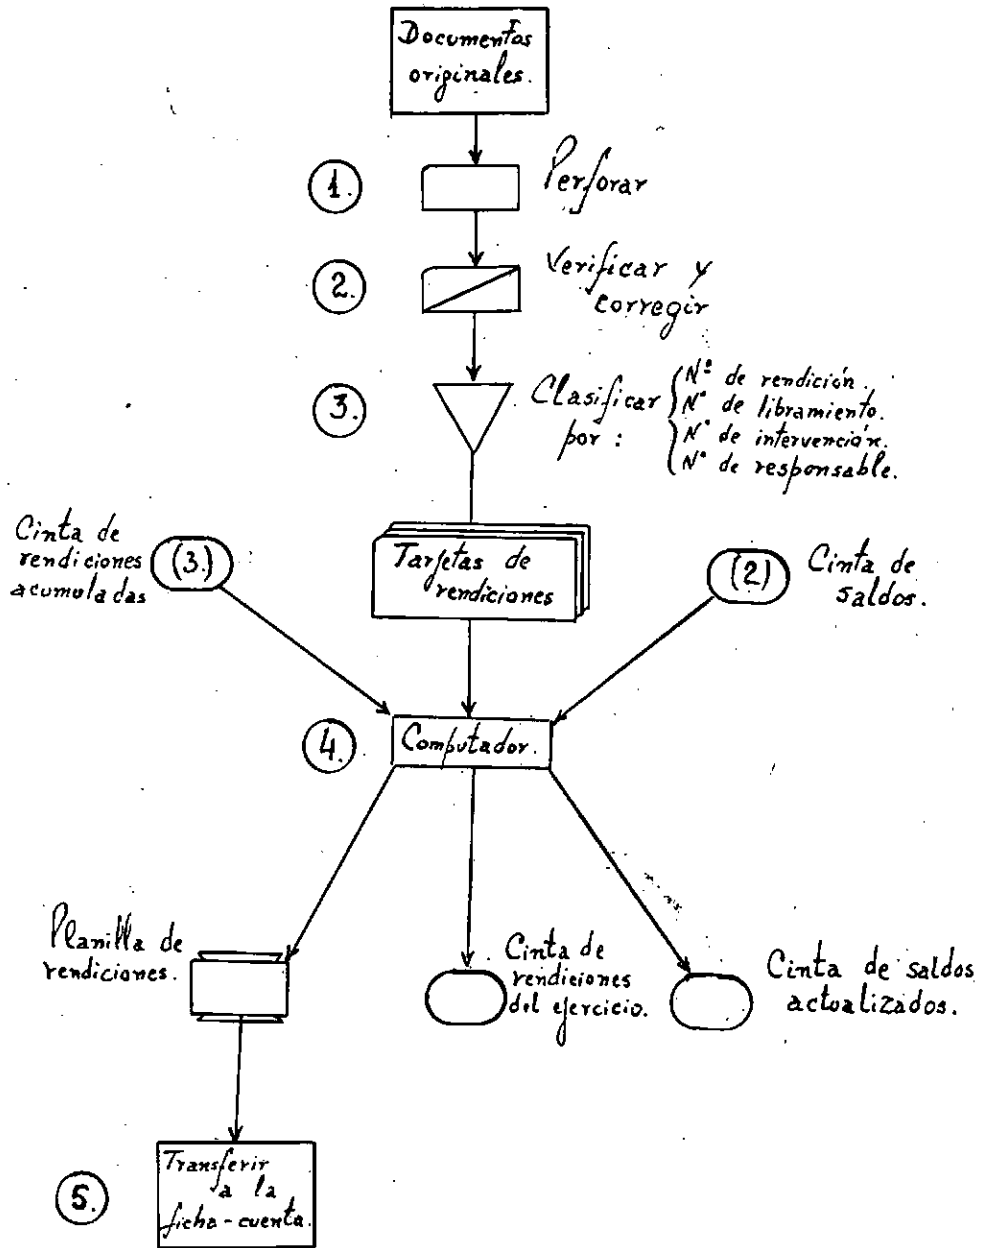 Documentos
originales.
1.
Perforar
2.
Verificar y
corregir
3.
Clasificar
por:
Nº de rendición.
N° de libramiento.
N° de intervención.
N° de responsable.
Cinta de
rendiciones
acumuladas
(3.)
Tarjetas de
rendiciones
(2)
Cinta de
saldos.
4.
Computador.
Planilla de
rendiciones.
Cinta de
rendiciones
del ejercicio.
Cinta de saldos
actualizados.
5.
Transferir
a la
ficha-cuenta.